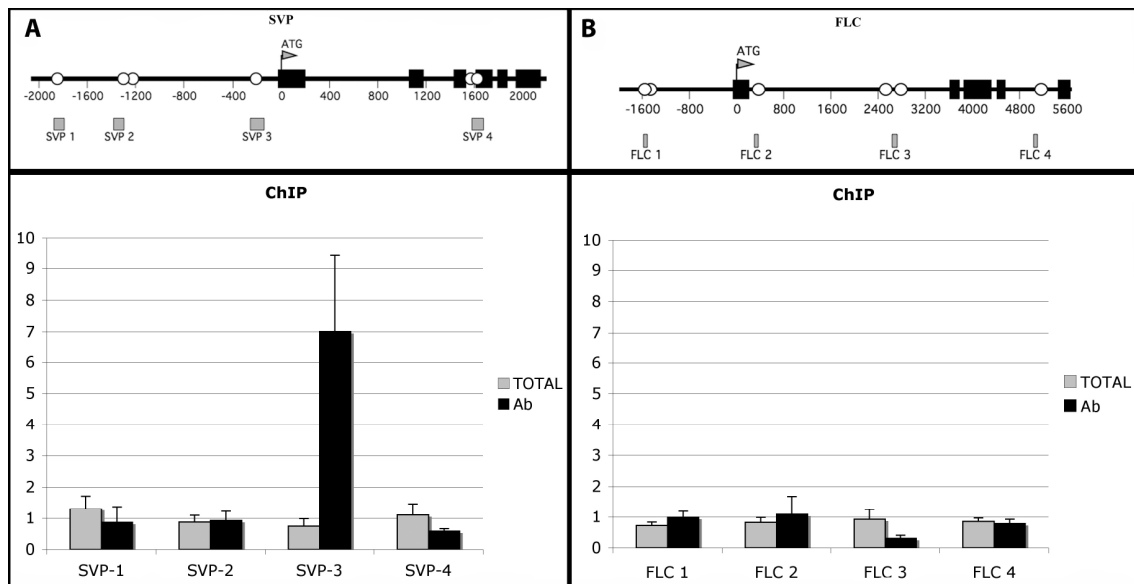 A
SVP
ATG
-2000 -1600 -1200 -800 -400 0 400 800 1200 1600 2000
SVP 1 SVP 2 SVP 3 SVP 4
ChIP
10
9
8
7
6
5
4
3
2
1
0
TOTAL
Ab
SVP-1 SVP-2 SVP-3 SVP-4
B
FLC
ATG
-1600 -800 0 800 1600 2400 3200 4000 4800 5600
FLC 1 FLC 2 FLC 3 FLC 4
ChIP
10
9
8
7
6
5
4
3
2
1
0
TOTAL
Ab
FLC 1 FLC 2 FLC 3 FLC 4